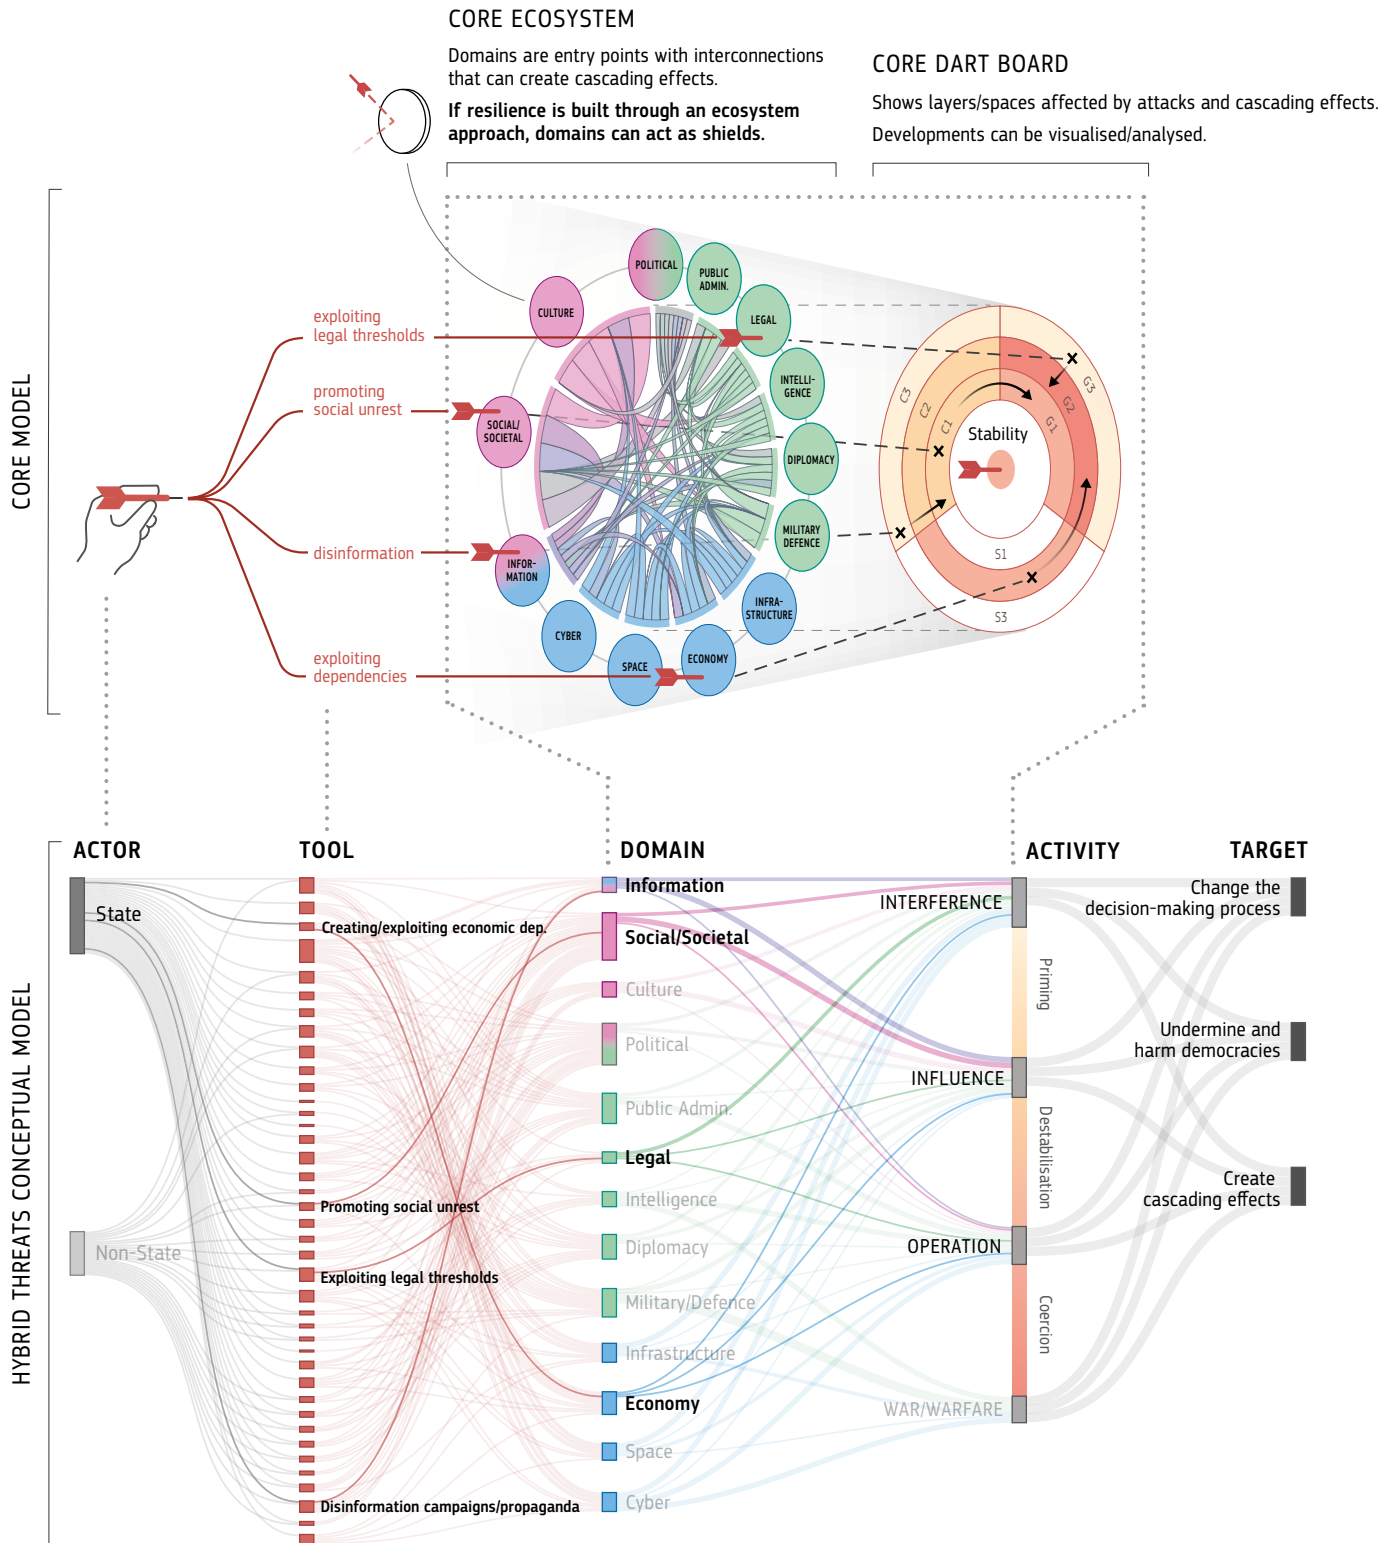 CORE ECOSYSTEM
Domains are entry points with interconnections
that can create cascading effects.
If resilience is built through an ecosystem
approach, domains can act as shields.
CORE DART BOARD
Shows layers/spaces affected by attacks and cascading effects.
Developments can be visualised/analysed.
CORE MODEL
exploiting
legal thresholds
promoting
social unrest
disinformation
exploiting
dependencies
POLITICAL
PUBLIC
ADMIN.
LEGAL
INTELLI-
GENCE
DIPLOMACY
MILITARY
DEFENCE
INFRA-
STRUCTURE
ECONOMY
SPACE
CYBER
INFOR-
MATION
SOCIAL/
SOCIETAL
CULTURE
C3
C2
C1
G3
G2
G1
Stability
S1
S3
HYBRID THREATS CONCEPTUAL MODEL
ACTOR
TOOL
DOMAIN
ACTIVITY
TARGET
State
Non-State
Creating/exploiting economic dep.
Promoting social unrest
Exploiting legal thresholds
Disinformation campaigns/propaganda
Information
Social/Societal
Culture
Political
Public Admin.
Legal
Intelligence
Diplomacy
Military/Defence
Infrastructure
Economy
Space
Cyber
INTERFERENCE
Priming
INFLUENCE
Destabilisation
OPERATION
Coercion
WAR/WARFARE
Change the
decision-making process
Undermine and
harm democracies
Create
cascading effects